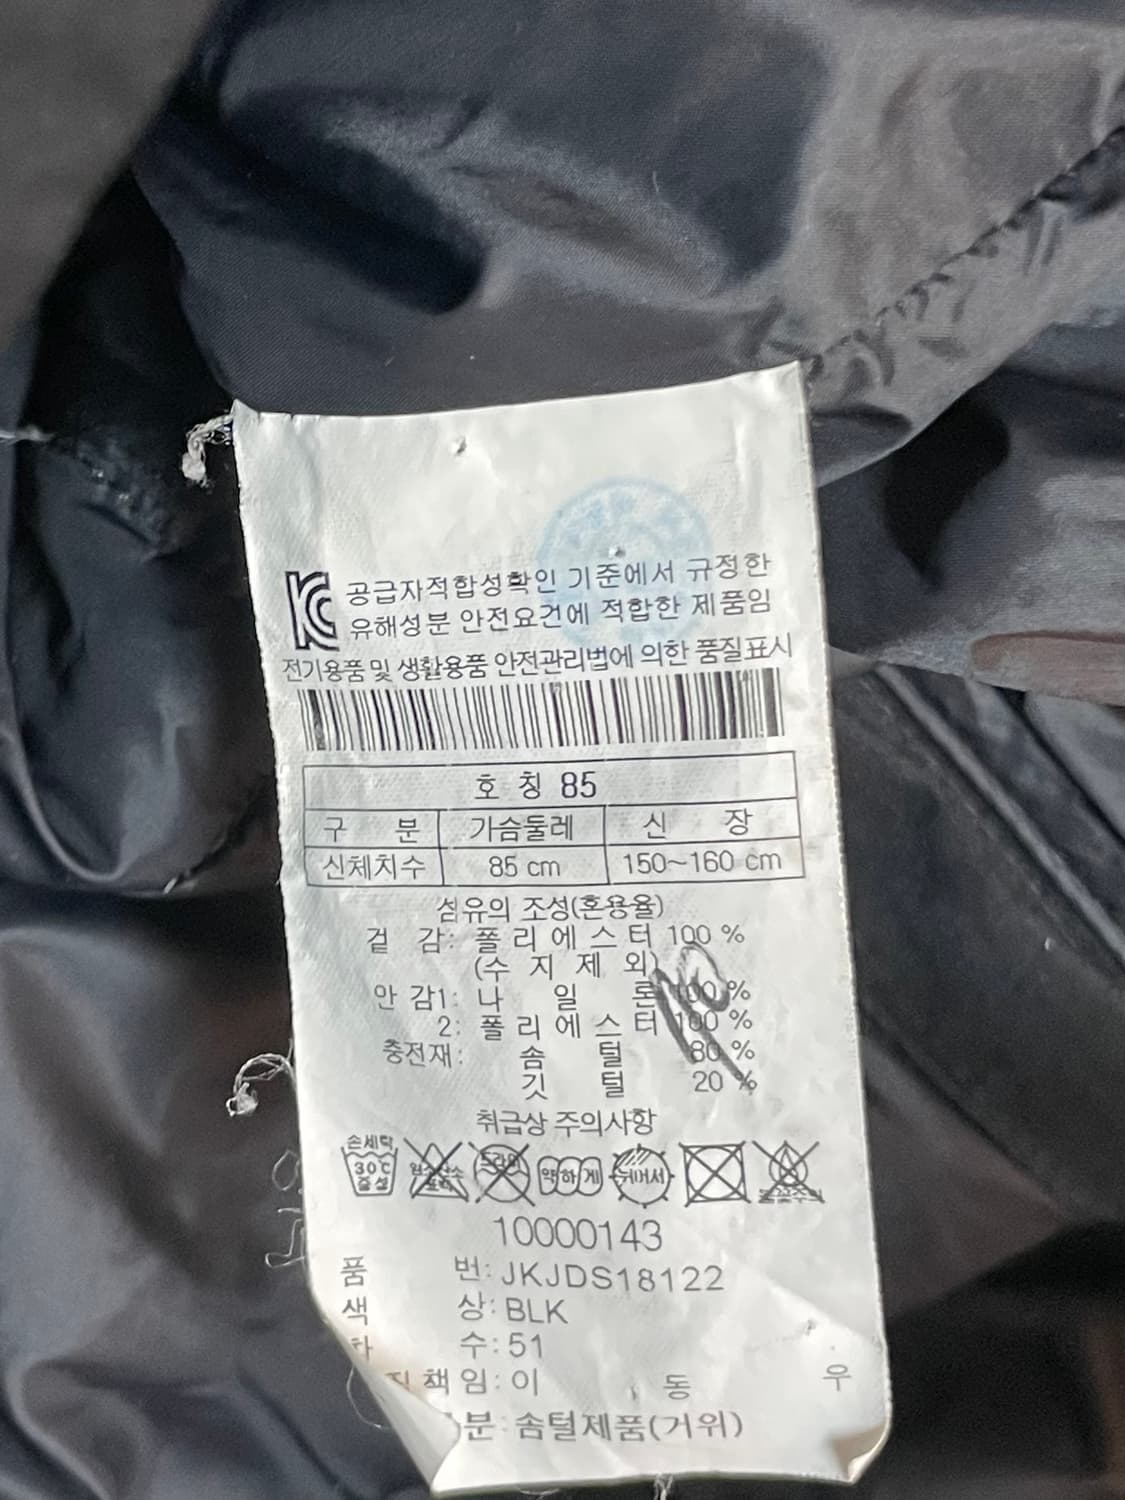 공급자적합성확인 기준에서 규정한
유해성분 안전요건에 적합한 제품임
전기용품 및 생활용품 안전관리법에 의한 품질표시
호 칭 85
구 분 가슴둘레 신 장
신체치수 85 cm 150~160 cm
섬유의 조성(혼용율)
겉 감: 폴 리 에 스 터 100 %
(수 지 제 외)
안 감1: 나 일 론 100 %
2: 폴 리 에 스 터 100 %
충전재: 솜 털 80 %
깃 털 20 %
취급상 주의사항
손세탁
30℃
중성
드라이
약하게
뉘어서
10000143
품 번: JKJDS18122
색 상: BLK
차 수: 51
책 임: 이 동 우
분: 솜털제품(거위)